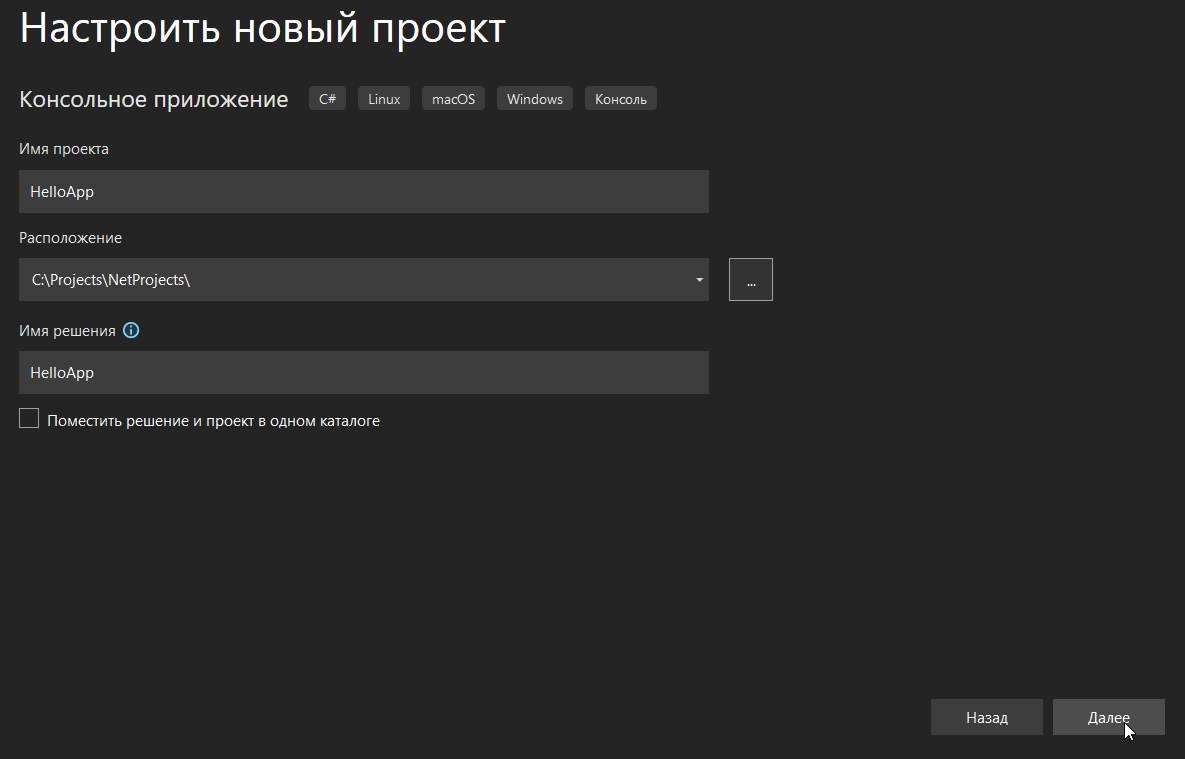 Настроить новый проект
Консольное приложение C# Linux macOS Windows Консоль
Имя проекта
HelloApp
Расположение
C:\Projects\NetProjects\
...
Имя решения
HelloApp
Поместить решение и проект в одном каталоге
Назад Далее